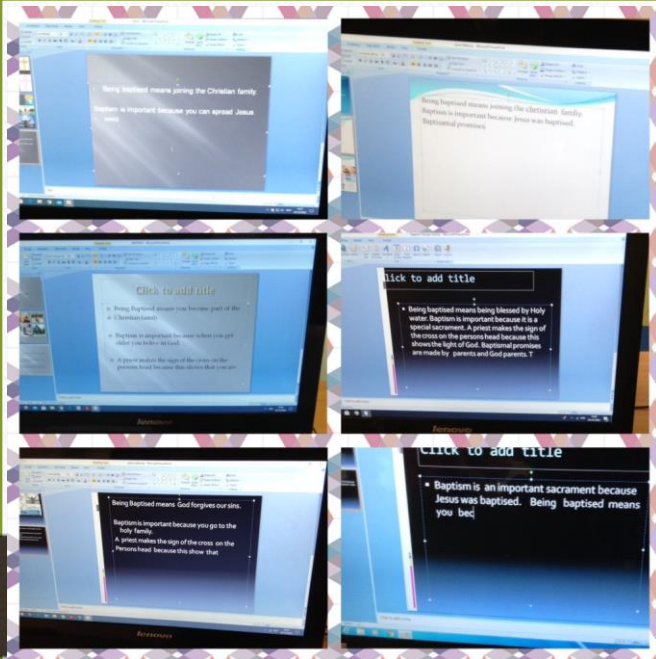 Being baptised means joining the Christian family.
Baptism is important because you can spread Jesus
Being baptised means joining the christian family.
Baptism is important because Jesus was baptised.
Baptismal promises
Click to add title
Being Baptised means you become part of the
Christian family
Baptism is important because when you get
older you believe in God.
A priest makes the sign of the cross on the
persons head because this shows that you are
lenovo
lick to add title
Being baptised means being blessed by Holy
water. Baptism is important because it is a
special sacrament. A priest makes the sign of
the cross on the persons head because this
shows the light of God. Baptismal promises
are made by parents and God parents. T
lenovo
Being Baptised means God forgives our sins.
Baptism is important because you go to the
holy family.
A priest makes the sign of the cross on the
Persons head because this show that
lenovo
Click to add title
Baptism is an important sacrament because
Jesus was baptised. Being baptised means
you bec